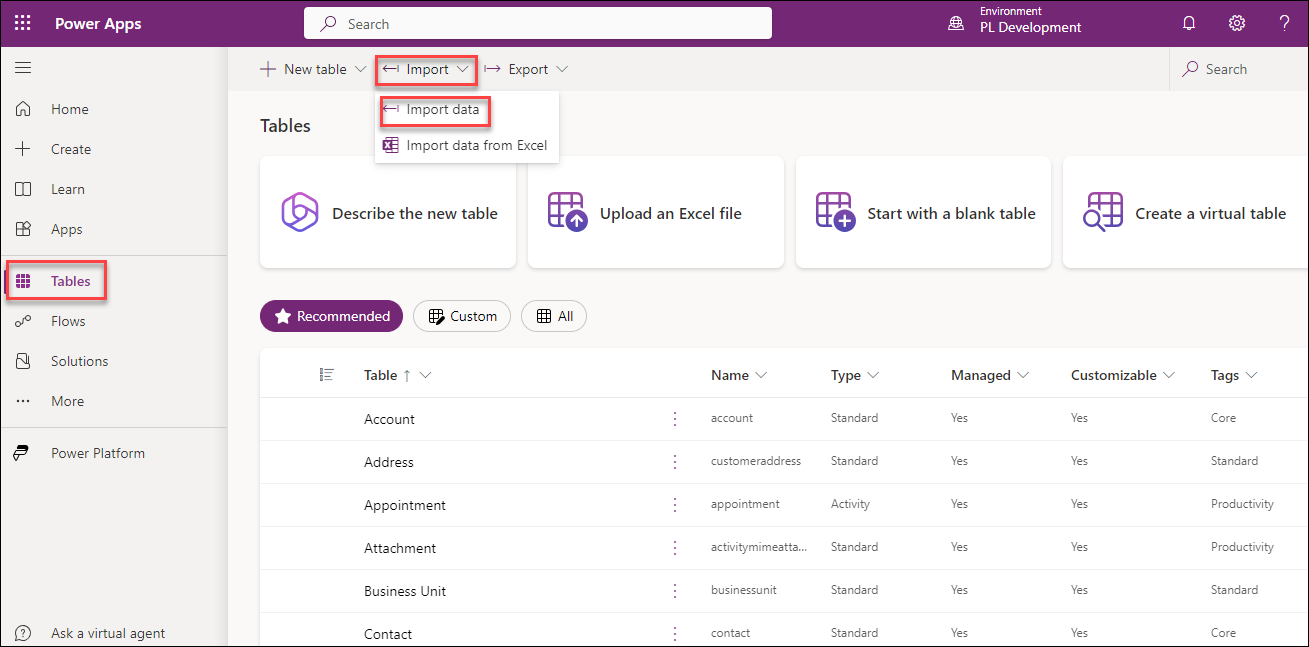 Power Apps
Search
Environment
PL Development
?
New table
Import
Export
Search
Home
Create
Learn
Apps
Tables
Flows
Solutions
More
Power Platform
Ask a virtual agent
Import data
Import data from Excel
Tables
Describe the new table
Upload an Excel file
Start with a blank table
Create a virtual table
Recommended
Custom
All
Table ↑ Name Type Managed Customizable Tags
Account account Standard Yes Yes Core
Address customeraddress Standard Yes Yes Standard
Appointment appointment Activity Yes Yes Productivity
Attachment activitymimeatta... Standard Yes Yes Productivity
Business Unit businessunit Standard Yes Yes Standard
Contact contact Standard Yes Yes Core